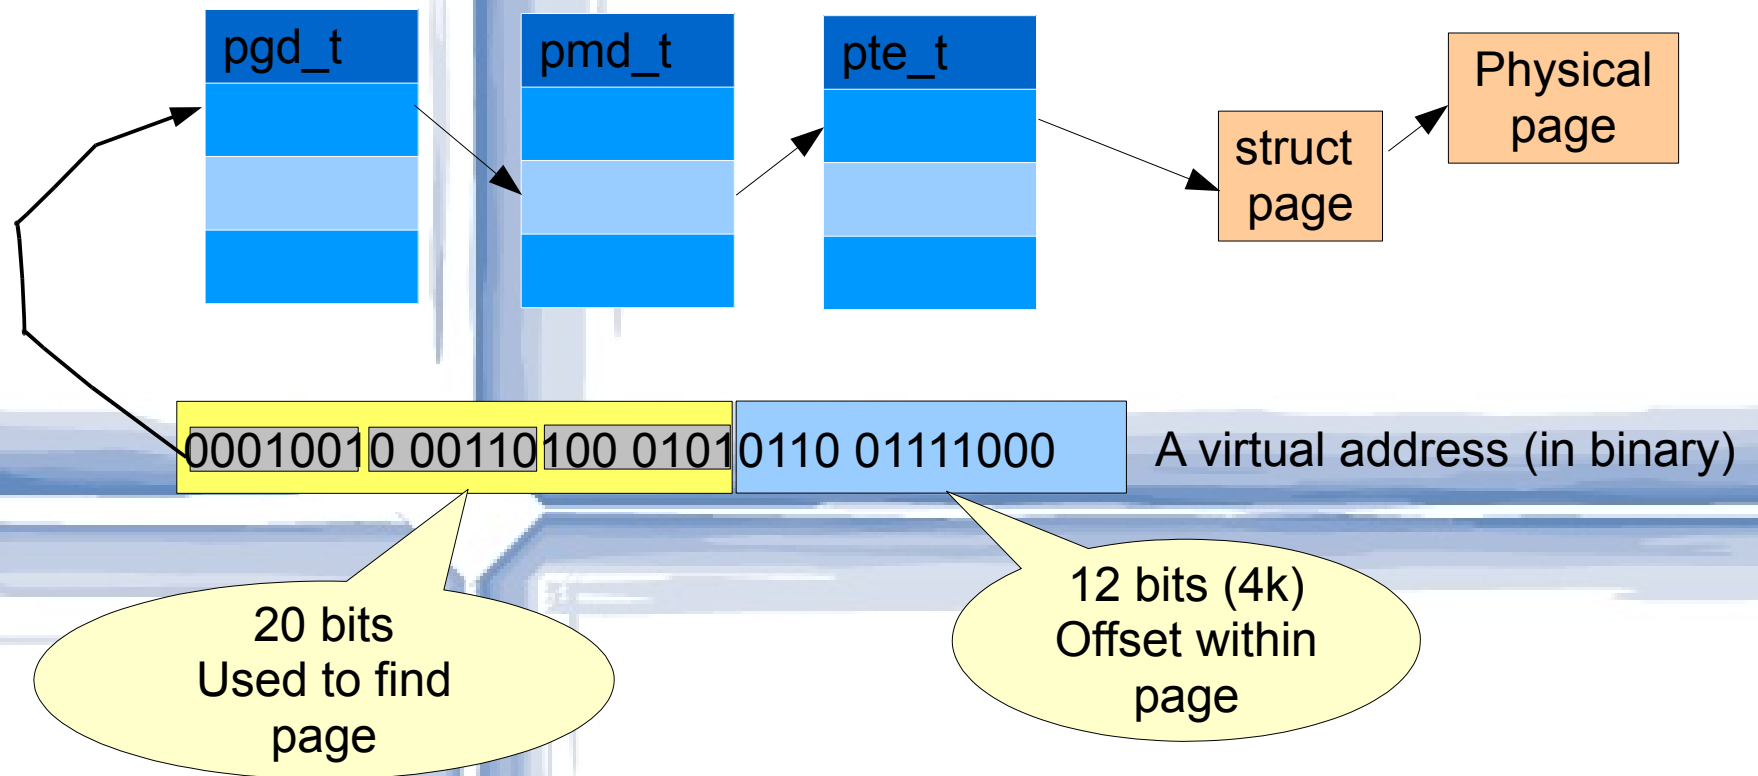 pgd_t
pmd_t
pte_t
struct
page
Physical
page
00010010 00110100 01010110 01111000
A virtual address (in binary)
20 bits
Used to find
page
12 bits (4k)
Offset within
page